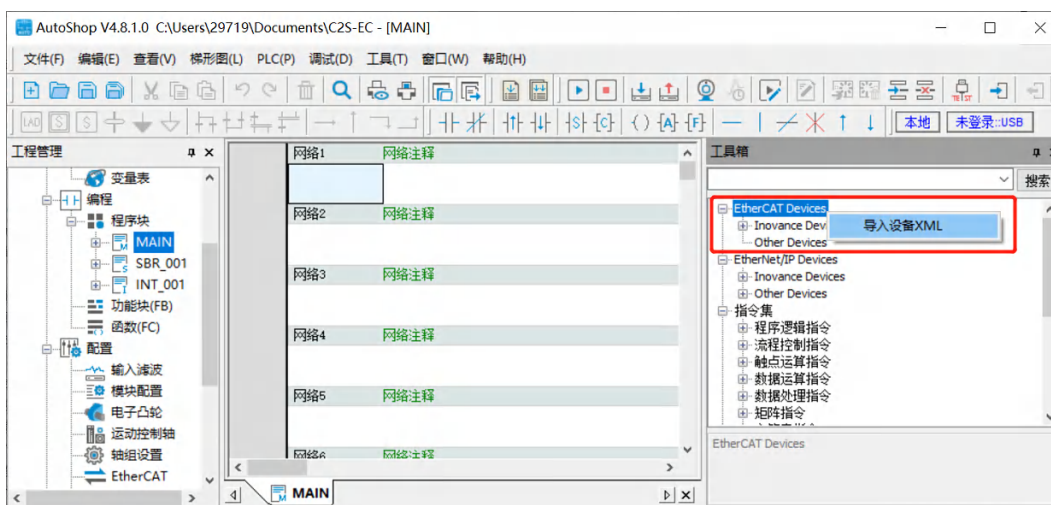 AutoShop V4.8.1.0 C:\Users\29719\Documents\C2S-EC - [MAIN]
文件(F) 编辑(E) 查看(V) 梯形图(L) PLC(P) 调试(D) 工具(T) 窗口(W) 帮助(H)
LAD S S S C A F 本地 未登录::USB
工程管理
变量表
编程
程序块
MAIN
SBR_001
INT_001
功能块(FB)
函数(FC)
配置
输入滤波
模块配置
电子凸轮
运动控制轴
轴组设置
EtherCAT
网络1 网络注释
网络2 网络注释
网络3 网络注释
网络4 网络注释
网络5 网络注释
网络6 网络注释
MAIN
工具箱
搜索
EtherCAT Devices
Inovance Devi
导入设备XML
Other Devices
EtherNet/IP Devices
Inovance Devices
Other Devices
指令集
程序逻辑指令
流程控制指令
触点运算指令
数据运算指令
数据处理指令
矩阵指令
EtherCAT Devices